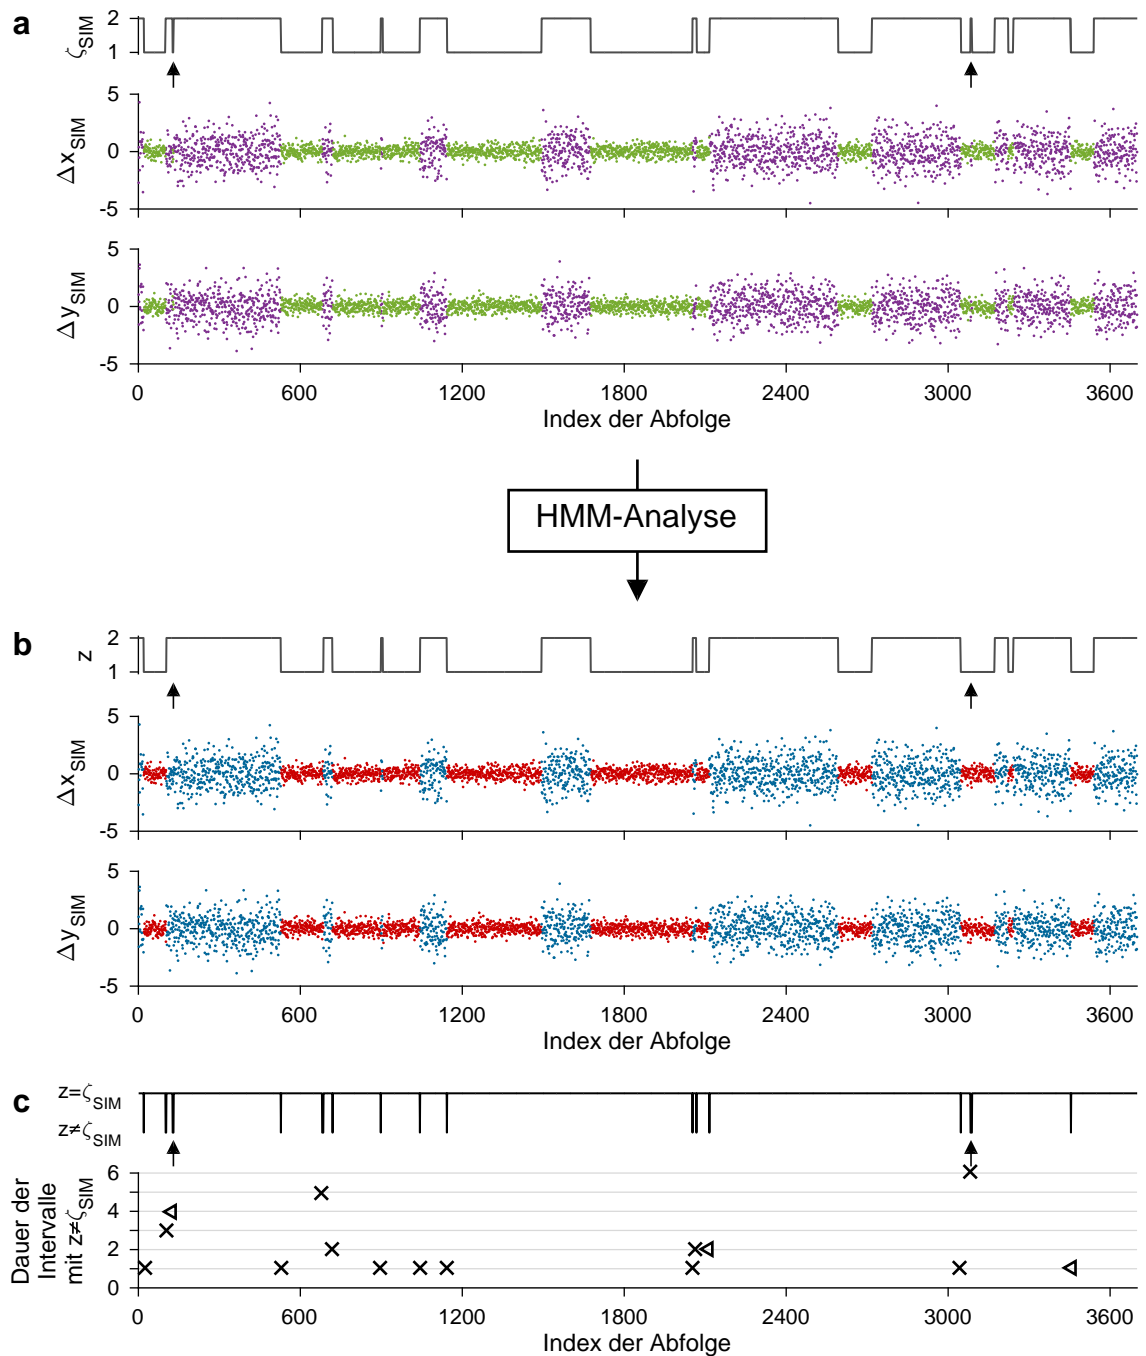 a
ζSIM
2
1
ΔxSIM
5
0
-5
ΔySIM
5
0
-5
0 600 1200 1800 2400 3000 3600
Index der Abfolge
HMM-Analyse
b
z
2
1
ΔxSIM
5
0
-5
ΔySIM
5
0
-5
0 600 1200 1800 2400 3000 3600
Index der Abfolge
c
z=ζSIM
z≠ζSIM
Dauer der
Intervalle
mit z≠ζSIM
6
4
2
0
0 600 1200 1800 2400 3000 3600
Index der Abfolge